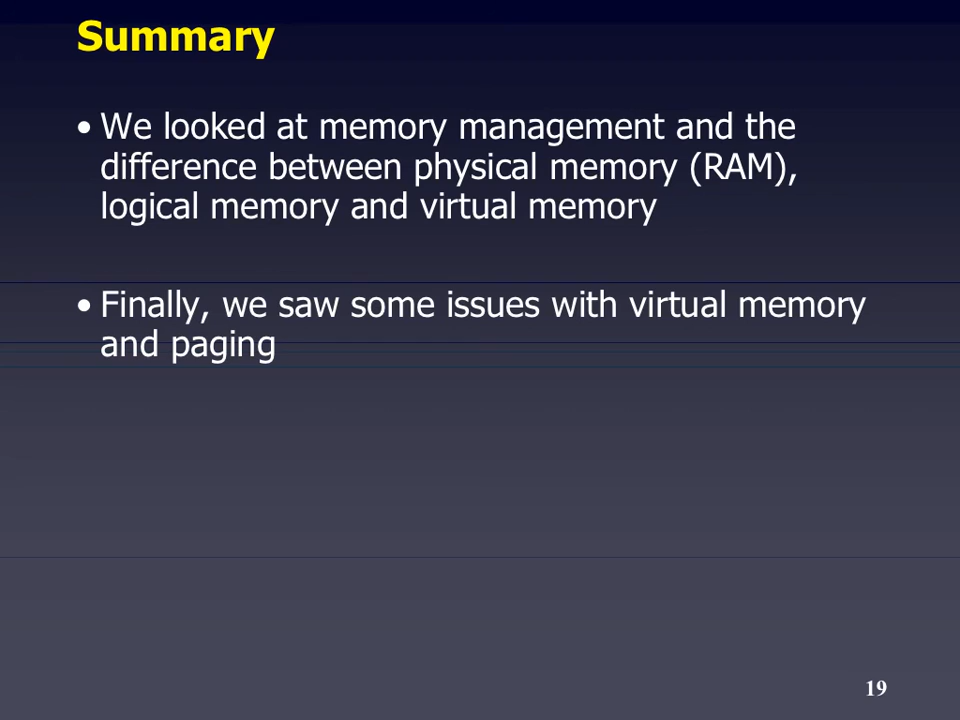 Summary
• We looked at memory management and the
difference between physical memory (RAM),
logical memory and virtual memory
• Finally, we saw some issues with virtual memory
and paging
19